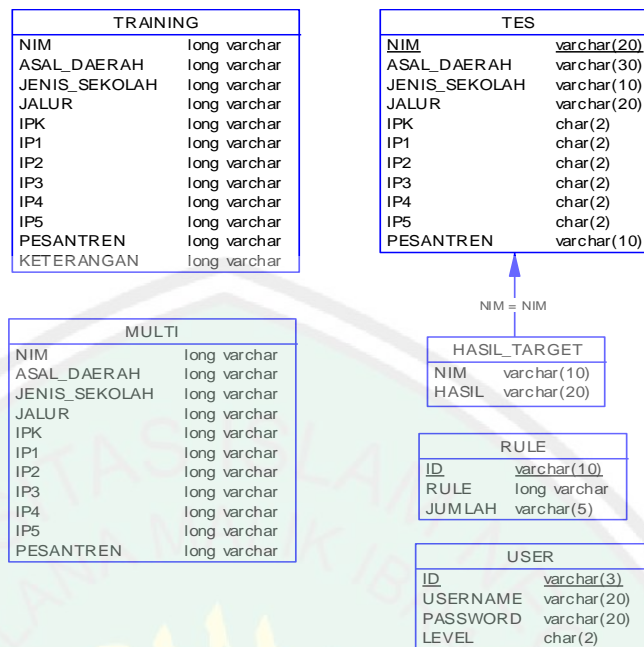 TRAINING
NIM long varchar
ASAL_DAERAH long varchar
JENIS_SEKOLAH long varchar
JALUR long varchar
IPK long varchar
IP1 long varchar
IP2 long varchar
IP3 long varchar
IP4 long varchar
IP5 long varchar
PESANTREN long varchar
KETERANGAN long varchar
TES
NIM varchar(20)
ASAL_DAERAH varchar(30)
JENIS_SEKOLAH varchar(10)
JALUR varchar(20)
IPK char(2)
IP1 char(2)
IP2 char(2)
IP3 char(2)
IP4 char(2)
IP5 char(2)
PESANTREN varchar(10)
NIM = NIM
MULTI
NIM long varchar
ASAL_DAERAH long varchar
JENIS_SEKOLAH long varchar
JALUR long varchar
IPK long varchar
IP1 long varchar
IP2 long varchar
IP3 long varchar
IP4 long varchar
IP5 long varchar
PESANTREN long varchar
HASIL_TARGET
NIM varchar(10)
HASIL varchar(20)
RULE
ID varchar(10)
RULE long varchar
JUMLAH varchar(5)
USER
ID varchar(3)
USERNAME varchar(20)
PASSWORD varchar(20)
LEVEL char(2)